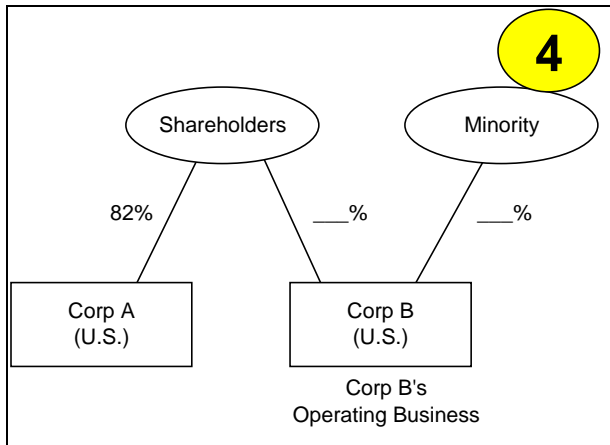 4
Shareholders
Minority
82%
___%
___%
Corp A
(U.S.)
Corp B
(U.S.)
Corp B's
Operating Business